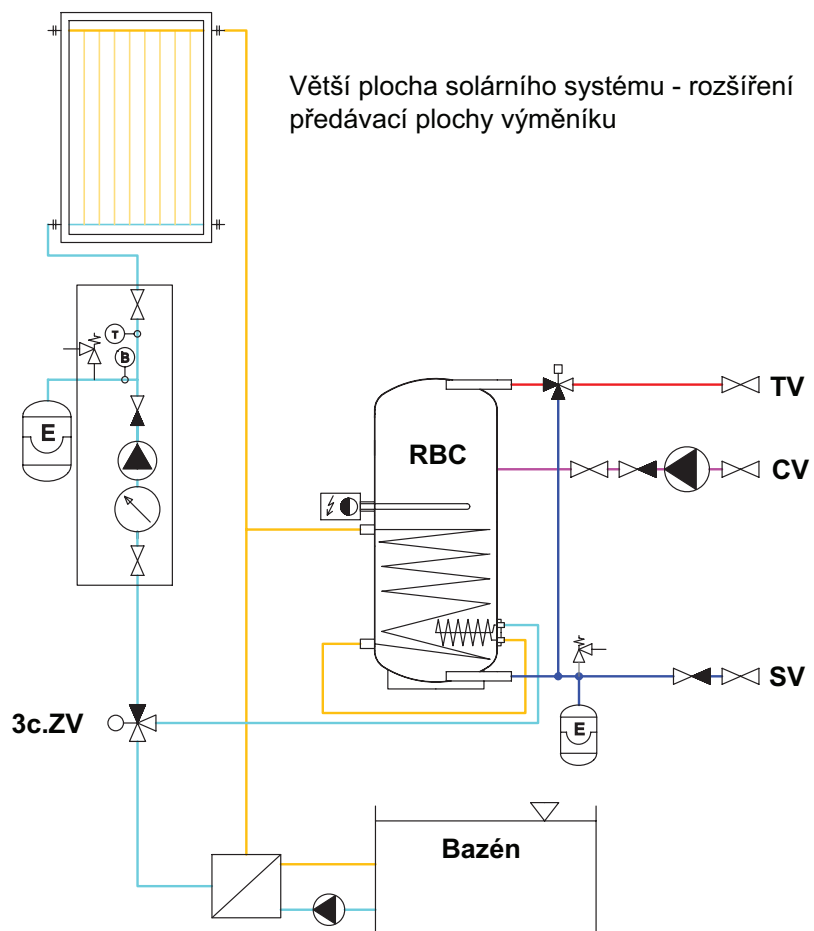 Větší plocha solárního systému - rozšíření
předávací plochy výměníku
T
B
E
RBC
TV
CV
SV
E
3c.ZV
Bazén